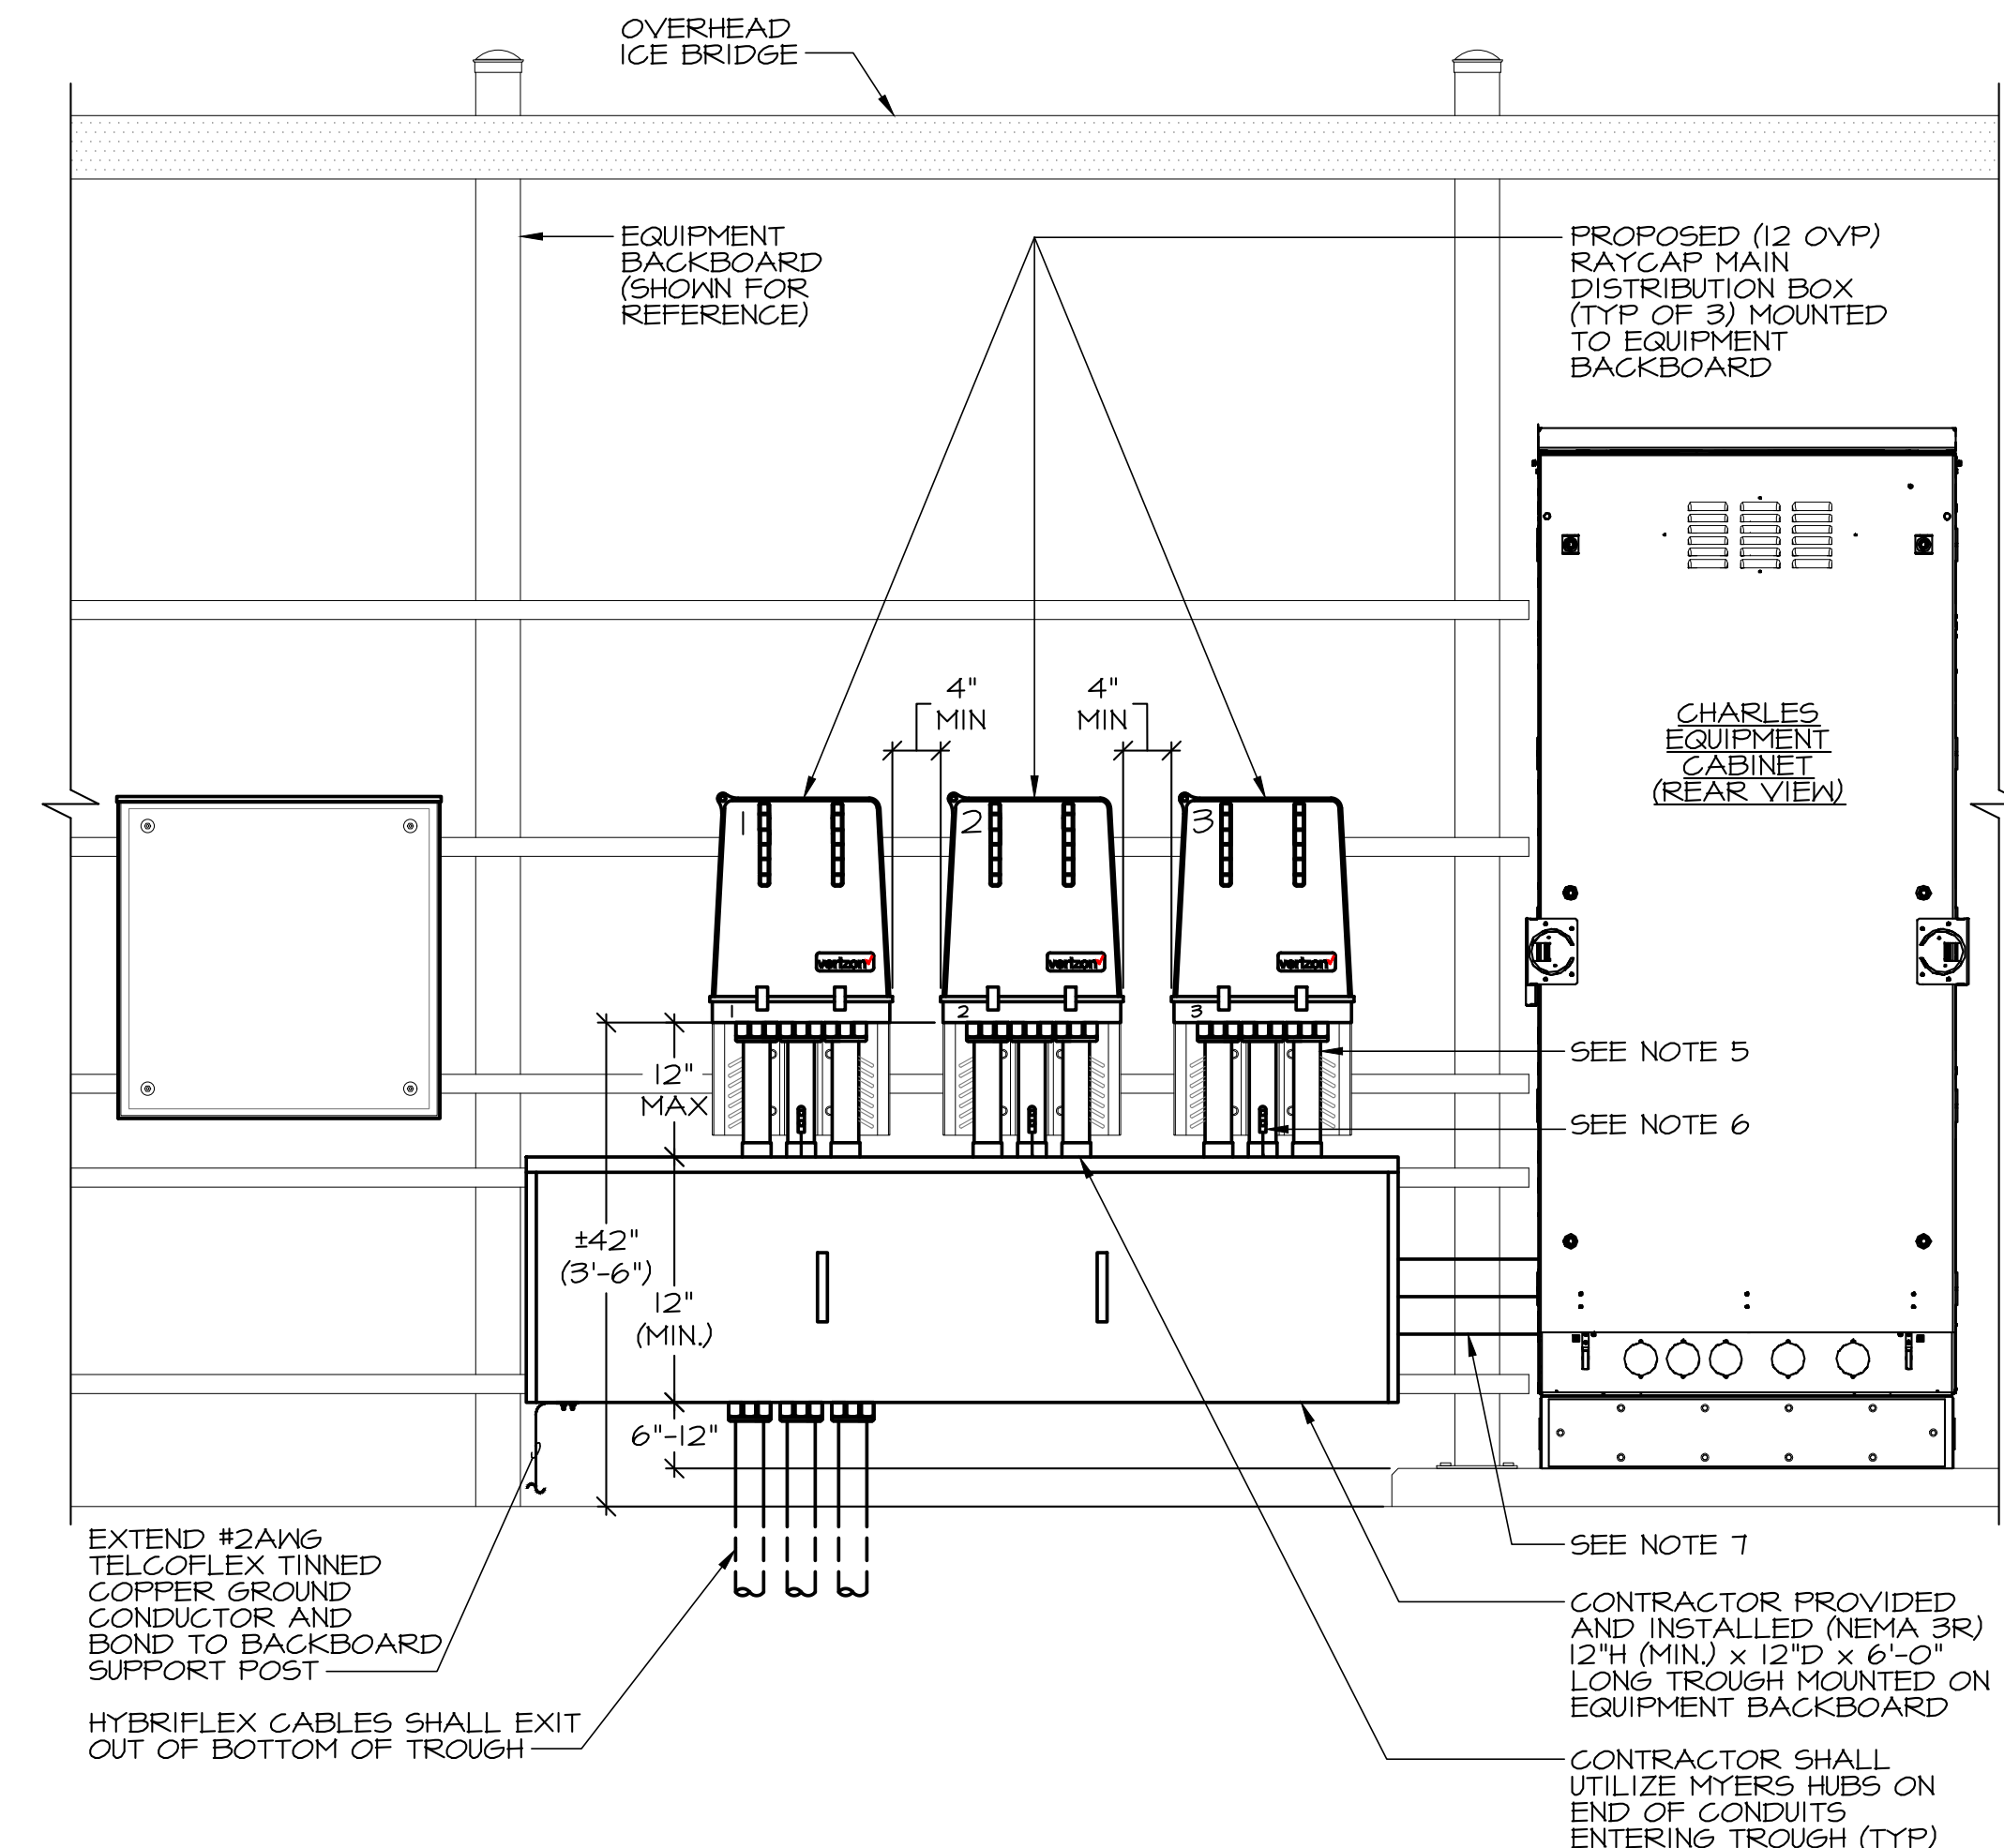 OVERHEAD
ICE BRIDGE
EQUIPMENT
BACKBOARD
(SHOWN FOR
REFERENCE)
PROPOSED (12 OVP)
RAYCAP MAIN
DISTRIBUTION BOX
(TYP OF 3) MOUNTED
TO EQUIPMENT
BACKBOARD
4"
MIN
4"
MIN
CHARLES
EQUIPMENT
CABINET
(REAR VIEW)
1
2
3
verizon
verizon
verizon
1
2
3
12"
MAX
SEE NOTE 5
SEE NOTE 6
±42"
(3'-6")
12"
(MIN.)
6"-12"
EXTEND #2AWG
TELCOFLEX TINNED
COPPER GROUND
CONDUCTOR AND
BOND TO BACKBOARD
SUPPORT POST
HYBRIFLEX CABLES SHALL EXIT
OUT OF BOTTOM OF TROUGH
SEE NOTE 7
CONTRACTOR PROVIDED
AND INSTALLED (NEMA 3R)
12"H (MIN.) x 12"D x 6'-0"
LONG TROUGH MOUNTED ON
EQUIPMENT BACKBOARD
CONTRACTOR SHALL
UTILIZE MYERS HUBS ON
END OF CONDUITS
ENTERING TROUGH (TYP)